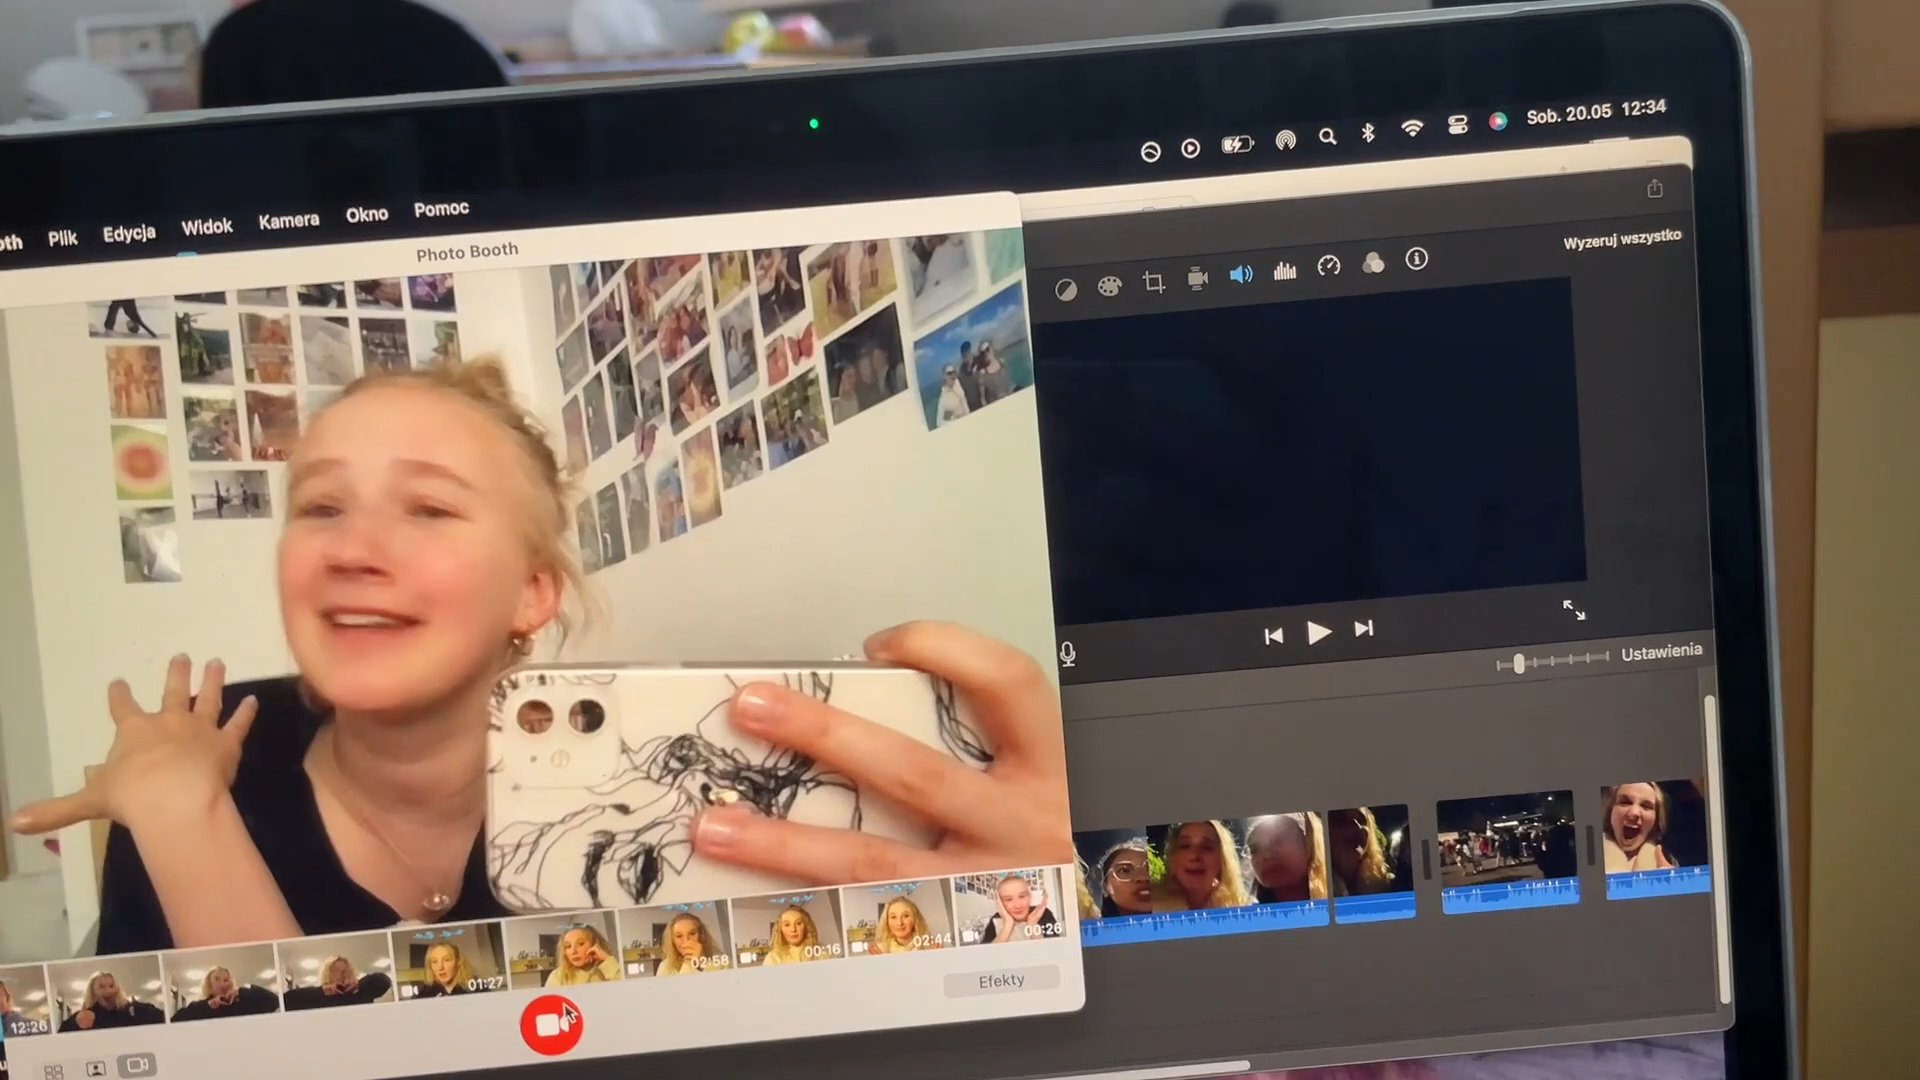 Sob. 20.05 12:34
oth Plik Edycja Widok Kamera Okno Pomoc
Photo Booth
Wyzeruj wszystko
Ustawienia
12:26
01:27
02:58
00:16
02:44
00:26
Efekty